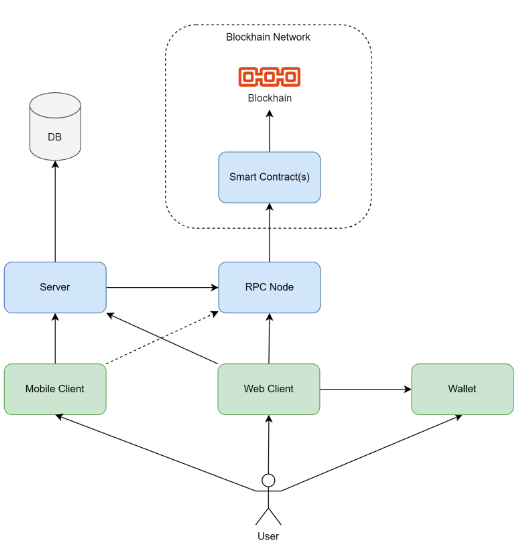 Blockhain Network
Blockhain
DB
Smart Contract(s)
Server
RPC Node
Mobile Client
Web Client
Wallet
User